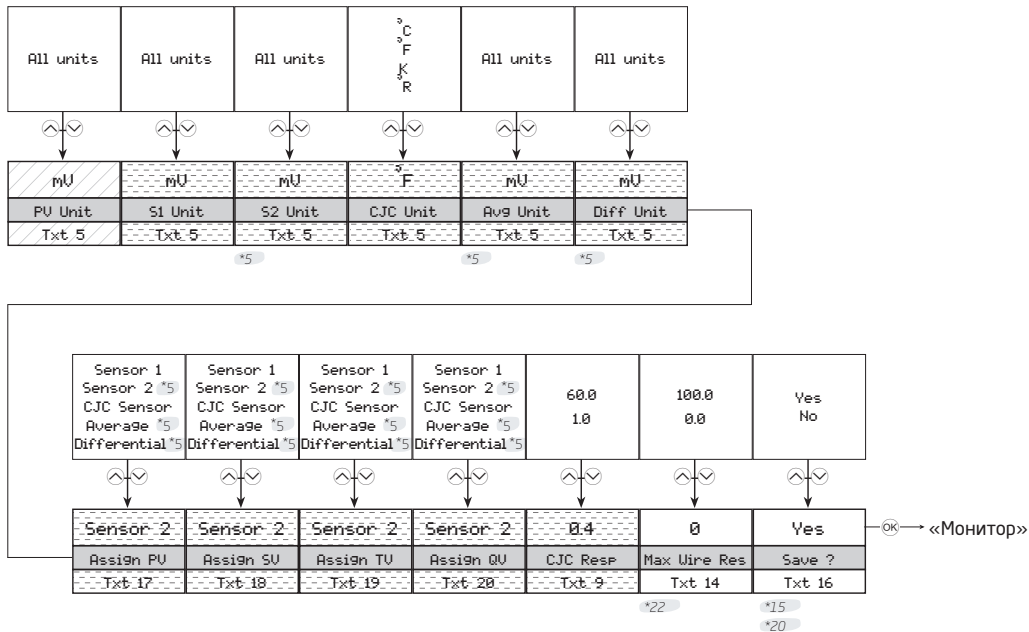 All units All units All units °C All units All units
°F
K
°R
mV mV mV °F mV mV
PV Unit S1 Unit S2 Unit CJC Unit Avg Unit Diff Unit
Txt 5 Txt 5 Txt 5 Txt 5 Txt 5 Txt 5
*5 *5 *5
Sensor 1 Sensor 1 Sensor 1 Sensor 1
Sensor 2 *5 Sensor 2 *5 Sensor 2 *5 Sensor 2 *5 60.0 100.0 Yes
CJC Sensor CJC Sensor CJC Sensor CJC Sensor 1.0 0.0 No
Average *5 Average *5 Average *5 Average *5
Differential *5 Differential *5 Differential *5 Differential *5
Sensor 2 Sensor 2 Sensor 2 Sensor 2 0.4 0 Yes OK «Монитор»
Assign PV Assign SV Assign TV Assign QV CJC Resp Max Wire Res Save ?
Txt 17 Txt 18 Txt 19 Txt 20 Txt 9 Txt 14 Txt 16
*22 *15
*20